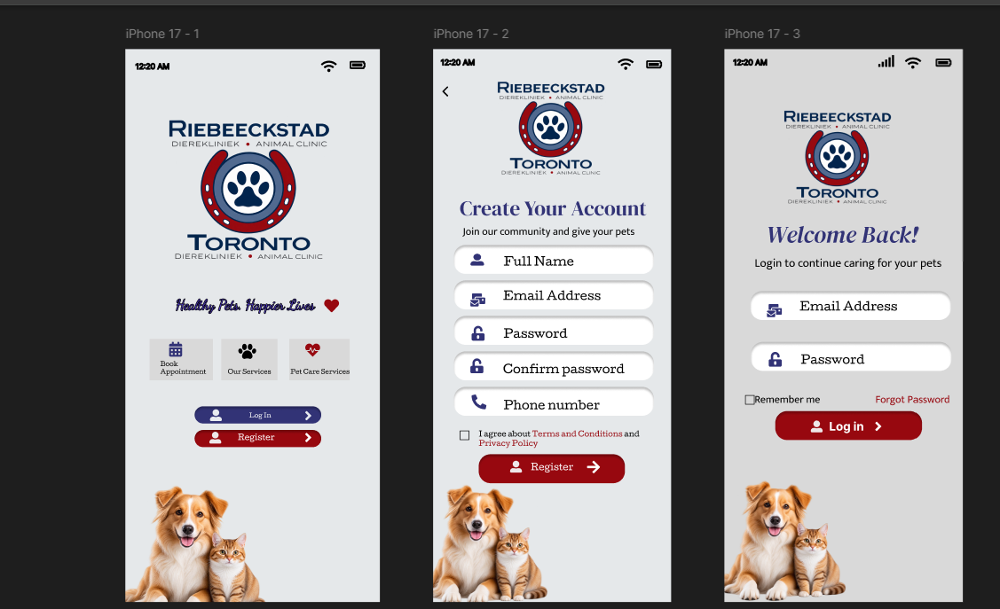 iPhone 17 - 1
12:20 AM
RIEBEECKSTAD
DIEREKLINIEK • ANIMAL CLINIC
TORONTO
DIEREKLINIEK • ANIMAL CLINIC
Healthy Pets. Happier Lives
Book
Appointment
Our Services
Pet Care Services
Log In
Register
iPhone 17 - 2
12:20 AM
RIEBEECKSTAD
DIEREKLINIEK • ANIMAL CLINIC
TORONTO
DIEREKLINIEK • ANIMAL CLINIC
Create Your Account
Join our community and give your pets
Full Name
Email Address
Password
Confirm password
Phone number
I agree about Terms and Conditions and
Privacy Policy
Register
iPhone 17 - 3
12:20 AM
RIEBEECKSTAD
DIEREKLINIEK • ANIMAL CLINIC
TORONTO
DIEREKLINIEK • ANIMAL CLINIC
Welcome Back!
Login to continue caring for your pets
Email Address
Password
Remember me
Forgot Password
Log in